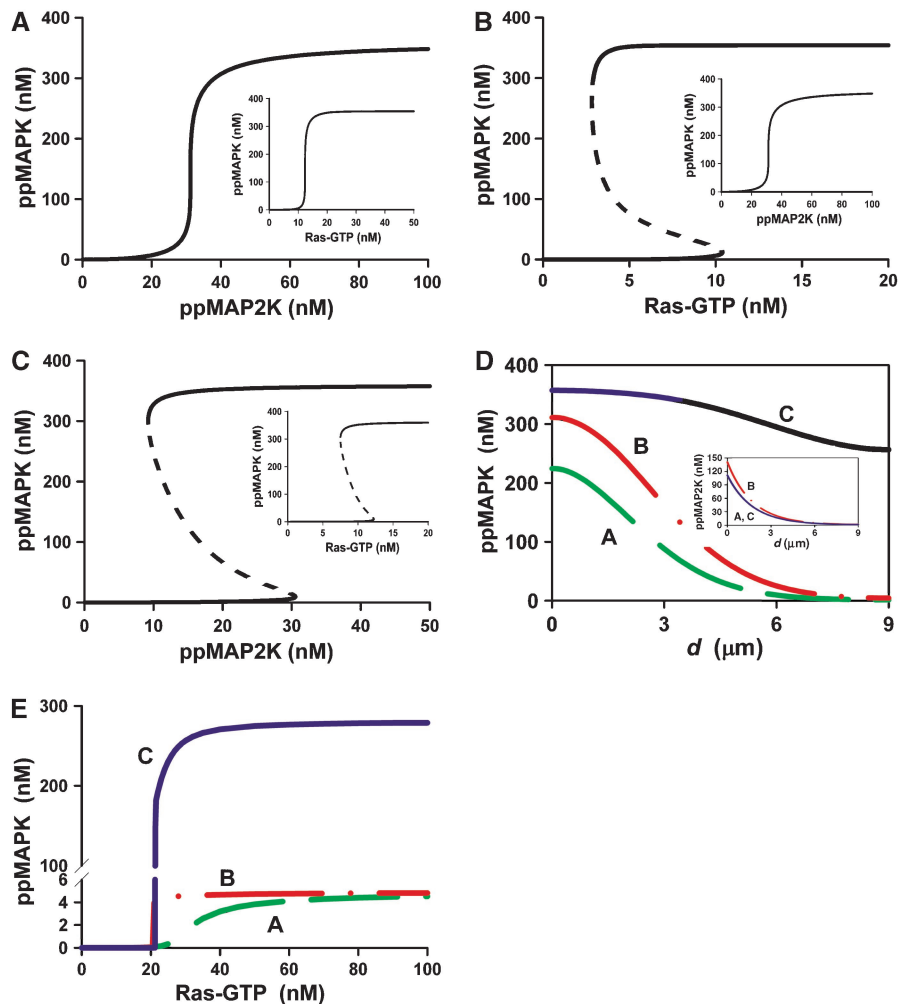 A
400
300
200
100
0
ppMAPK (nM)
0 20 40 60 80 100
ppMAP2K (nM)
400
300
200
100
0
ppMAPK (nM)
0 10 20 30 40 50
Ras-GTP (nM)
B
400
300
200
100
0
ppMAPK (nM)
0 5 10 15 20
Ras-GTP (nM)
400
300
200
100
0
ppMAPK (nM)
0 20 40 60 80 100
ppMAP2K (nM)
C
400
300
200
100
0
ppMAPK (nM)
0 10 20 30 40 50
ppMAP2K (nM)
400
300
200
100
0
ppMAPK (nM)
0 5 10 15 20
Ras-GTP (nM)
D
400
300
200
100
0
ppMAPK (nM)
0 3 6 9
d (μm)
C
B
A
150
120
90
60
30
0
ppMAP2K (nM)
B
A, C
0 3 6 9
d (μm)
E
300
200
100
6
4
2
0
ppMAPK (nM)
C
B
A
0 20 40 60 80 100
Ras-GTP (nM)